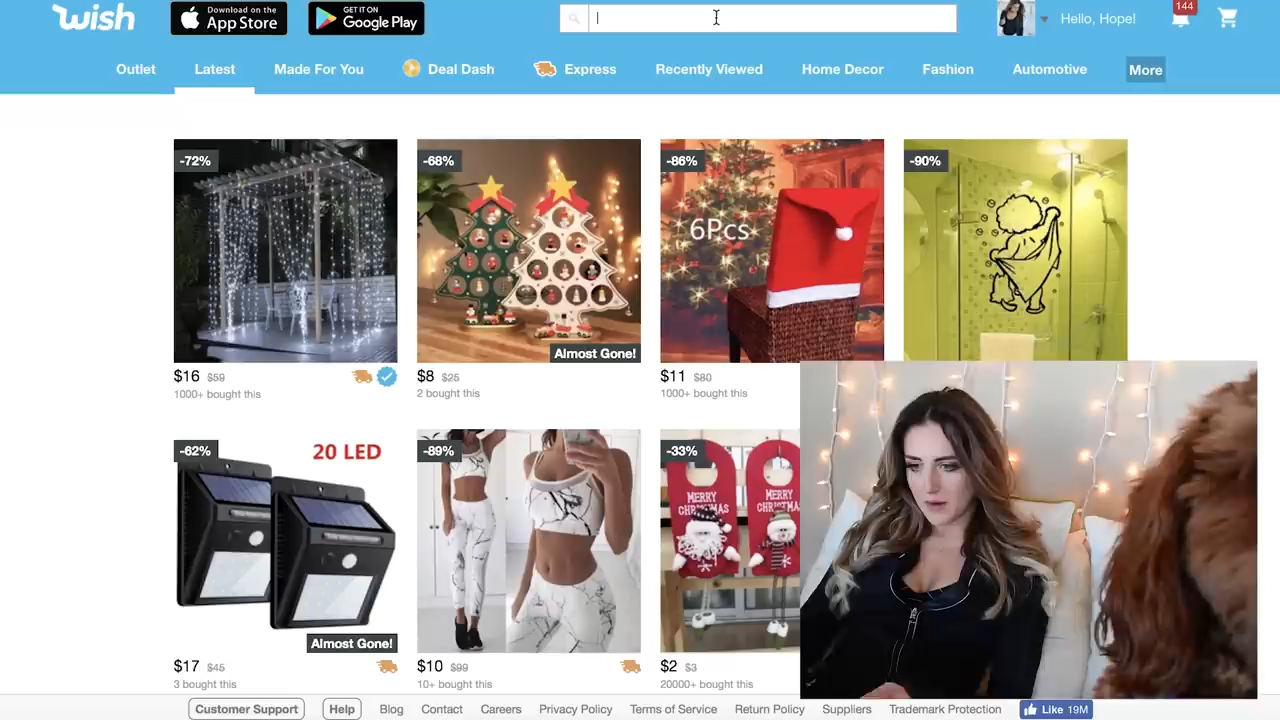 wish
Download on the
App Store
GET IT ON
Google Play
Hello, Hope!
144
Outlet
Latest
Made For You
Deal Dash
Express
Recently Viewed
Home Decor
Fashion
Automotive
More
-72%
-68%
-86%
-90%
6Pcs
Almost Gone!
$16 $59
1000+ bought this
$8 $25
2 bought this
$11 $80
1000+ bought this
-62%
20 LED
-89%
-33%
MERRY
CHRISTMAS
MERRY
CHRISTMAS
Almost Gone!
$17 $45
3 bought this
$10 $99
10+ bought this
$2 $3
20000+ bought this
Customer Support
Help
Blog
Contact
Careers
Privacy Policy
Terms of Service
Return Policy
Suppliers
Trademark Protection
Like 19M